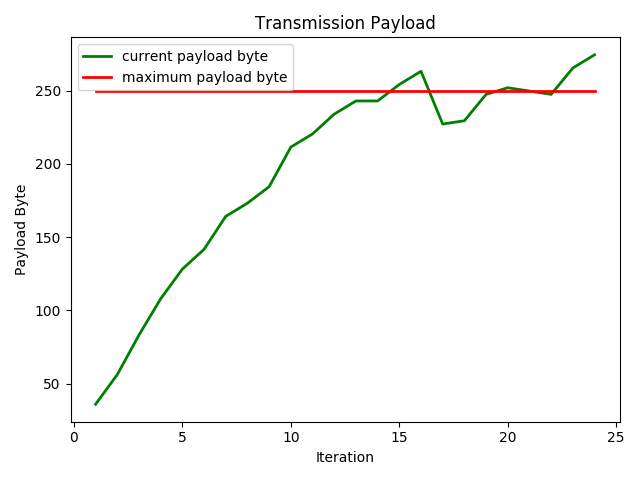 Transmission Payload
current payload byte
maximum payload byte
Payload Byte
250
200
150
100
50
0
5
10
15
20
25
Iteration